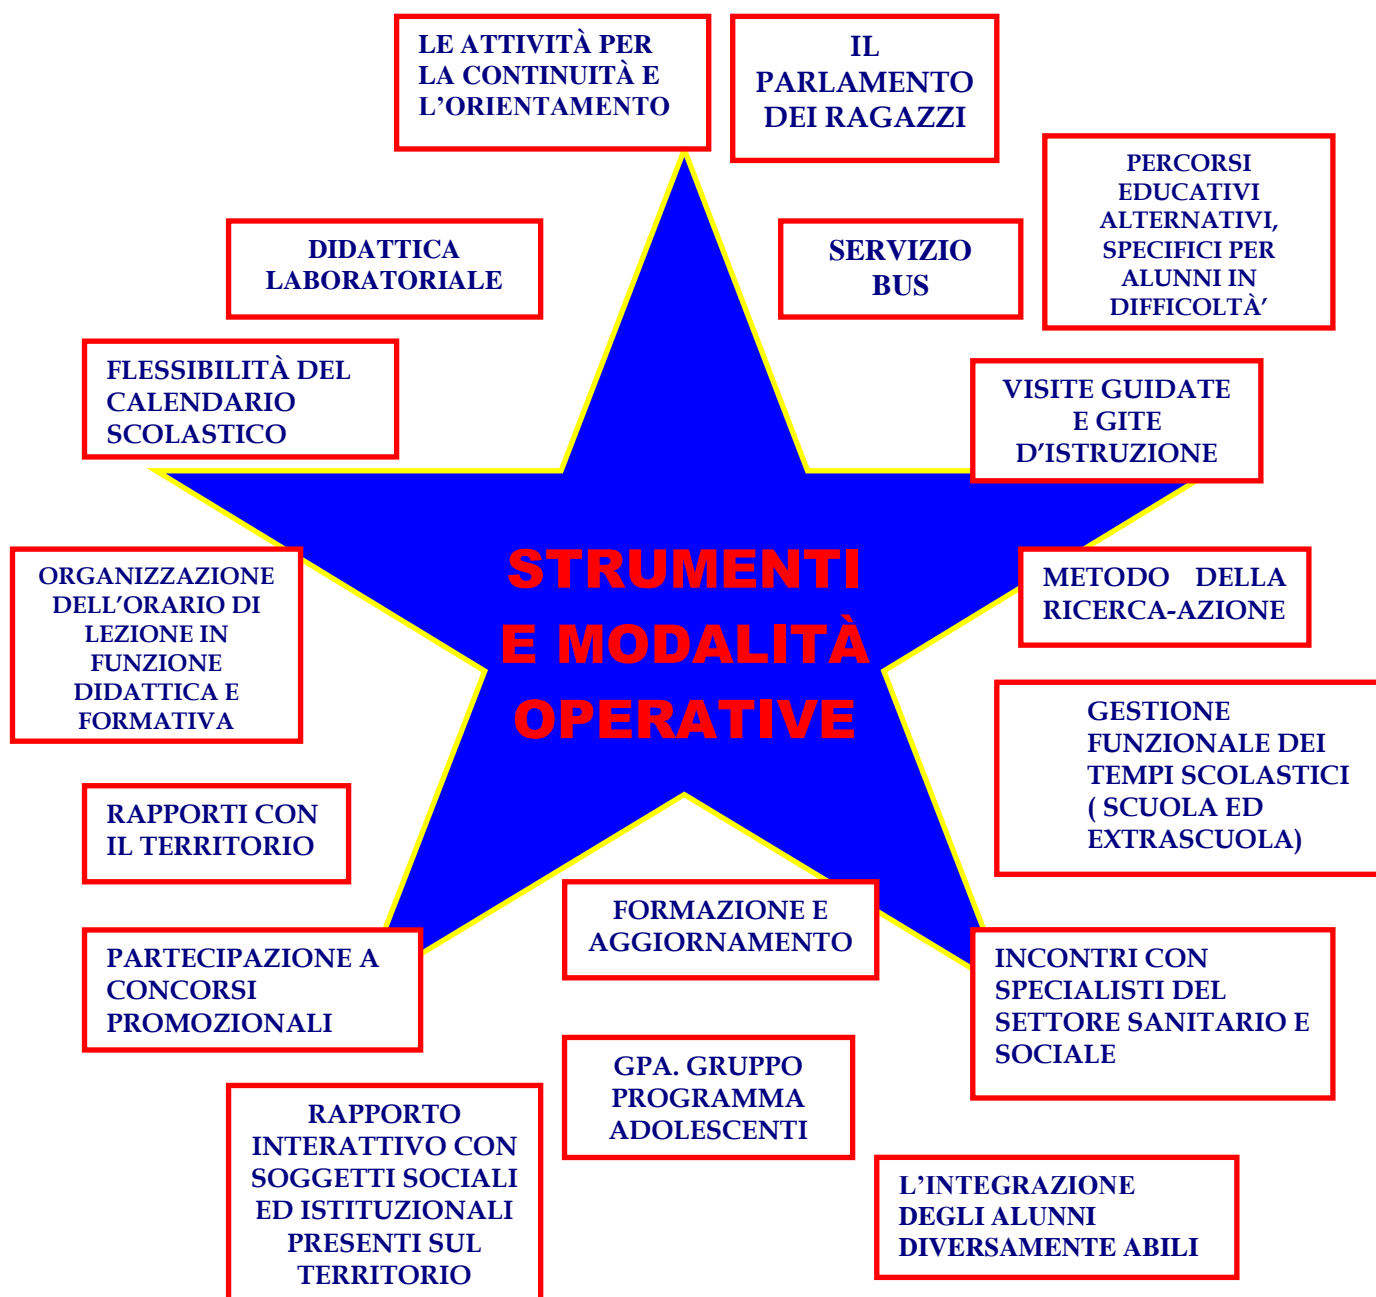 LE ATTIVITÀ PER
LA CONTINUITÀ E
L’ORIENTAMENTO
IL
PARLAMENTO
DEI RAGAZZI
PERCORSI
EDUCATIVI
ALTERNATIVI,
SPECIFICI PER
ALUNNI IN
DIFFICOLTÀ’
DIDATTICA
LABORATORIALE
SERVIZIO
BUS
FLESSIBILITÀ DEL
CALENDARIO
SCOLASTICO
VISITE GUIDATE
E GITE
D’ISTRUZIONE
STRUMENTI
E MODALITÀ
OPERATIVE
ORGANIZZAZIONE
DELL’ORARIO DI
LEZIONE IN
FUNZIONE
DIDATTICA E
FORMATIVA
METODO DELLA
RICERCA-AZIONE
GESTIONE
FUNZIONALE DEI
TEMPI SCOLASTICI
( SCUOLA ED
EXTRASCUOLA)
RAPPORTI CON
IL TERRITORIO
FORMAZIONE E
AGGIORNAMENTO
PARTECIPAZIONE A
CONCORSI
PROMOZIONALI
INCONTRI CON
SPECIALISTI DEL
SETTORE SANITARIO E
SOCIALE
GPA. GRUPPO
PROGRAMMA
ADOLESCENTI
RAPPORTO
INTERATTIVO CON
SOGGETTI SOCIALI
ED ISTITUZIONALI
PRESENTI SUL
TERRITORIO
L’INTEGRAZIONE
DEGLI ALUNNI
DIVERSAMENTE ABILI